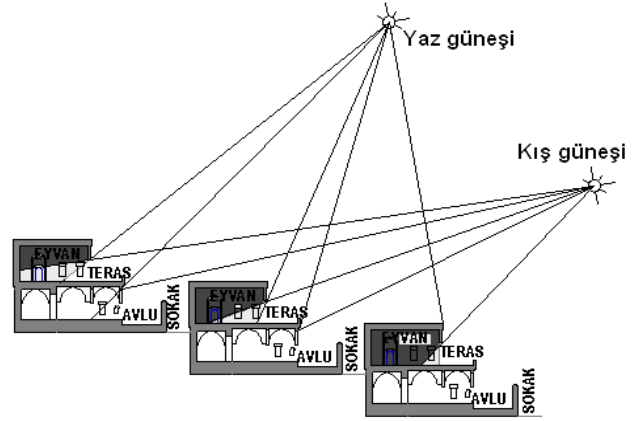 Yaz güneşi
Kış güneşi
EYVAN
TERAS
AVLU
SOKAK
EYVAN
TERAS
AVLU
SOKAK
EYVAN
TERAS
AVLU
SOKAK